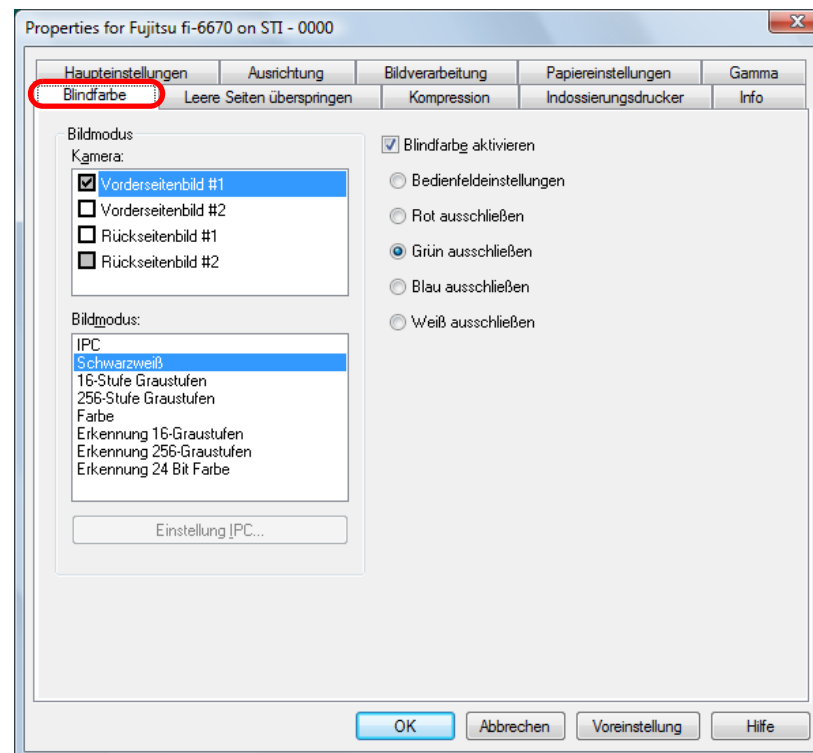 Properties for Fujitsu fi-6670 on STI - 0000
Haupteinstellungen Ausrichtung Bildverarbeitung Papiereinstellungen Gamma
Blindfarbe Leere Seiten überspringen Kompression Indossierungsdrucker Info
Bildmodus
Kamera:
Vorderseitenbild #1
Vorderseitenbild #2
Rückseitenbild #1
Rückseitenbild #2
Bildmodus:
IPC
Schwarzweiß
16-Stufe Graustufen
256-Stufe Graustufen
Farbe
Erkennung 16-Graustufen
Erkennung 256-Graustufen
Erkennung 24 Bit Farbe
Einstellung IPC...
Blindfarbe aktivieren
Bedienfeldeinstellungen
Rot ausschließen
Grün ausschließen
Blau ausschließen
Weiß ausschließen
OK Abbrechen Voreinstellung Hilfe